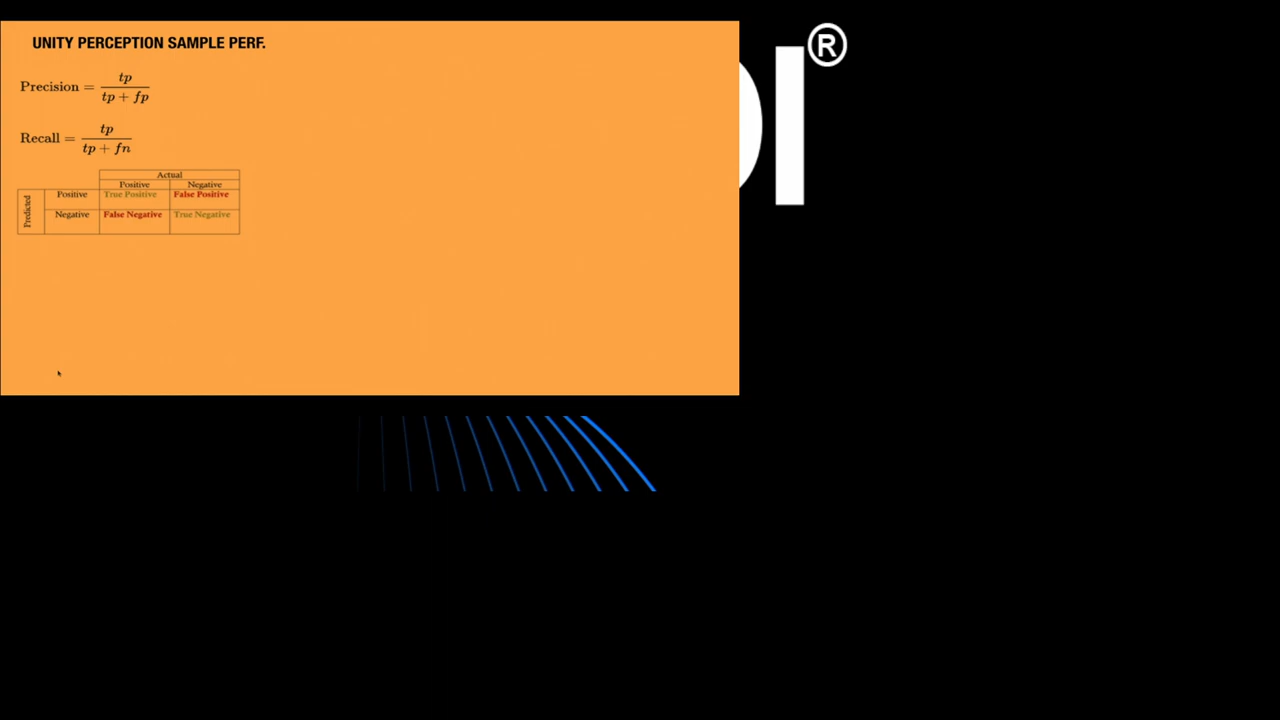 UNITY PERCEPTION SAMPLE PERF.
Precision = tp / tp + fp
Recall = tp / tp + fn
Actual
Positive Negative
Predicted
Positive True Positive False Positive
Negative False Negative True Negative
l®